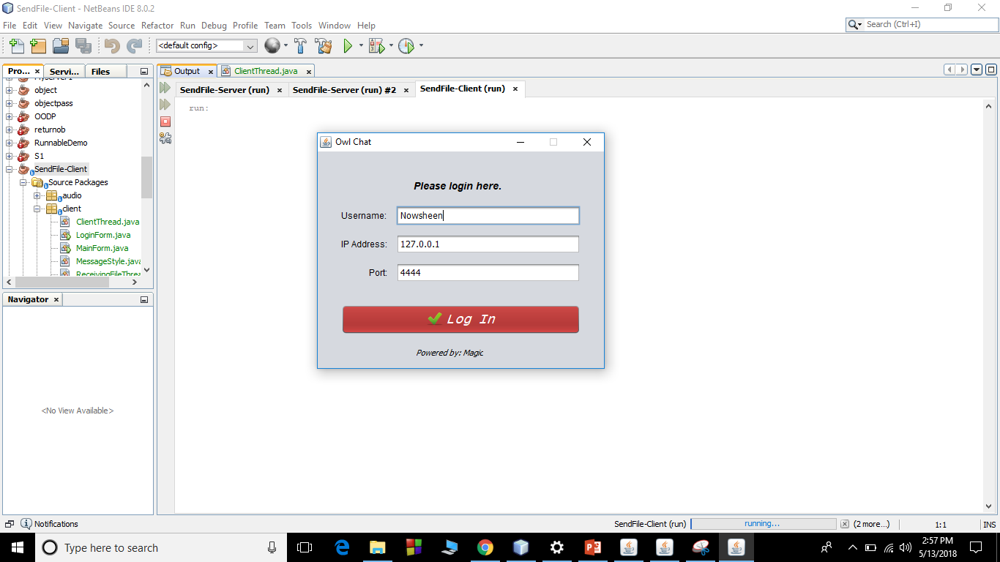 SendFile-Client - NetBeans IDE 8.0.2
File Edit View Navigate Source Refactor Run Debug Profile Team Tools Window Help
Search (Ctrl+I)
<default config>
Pro... Servi... Files
object
objectpass
OODP
returnob
RunnableDemo
S1
SendFile-Client
Source Packages
audio
client
ClientThread.java
LoginForm.java
MainForm.java
MessageStyle.java
Navigator
<No View Available>
Output ClientThread.java
SendFile-Server (run) SendFile-Server (run) #2 SendFile-Client (run)
run:
Owl Chat
Please login here.
Username: Nowsheen
IP Address: 127.0.0.1
Port: 4444
Log In
Powered by: Magic
Notifications
SendFile-Client (run) running... (2 more...) 1:1 INS
Type here to search
2:57 PM
5/13/2018